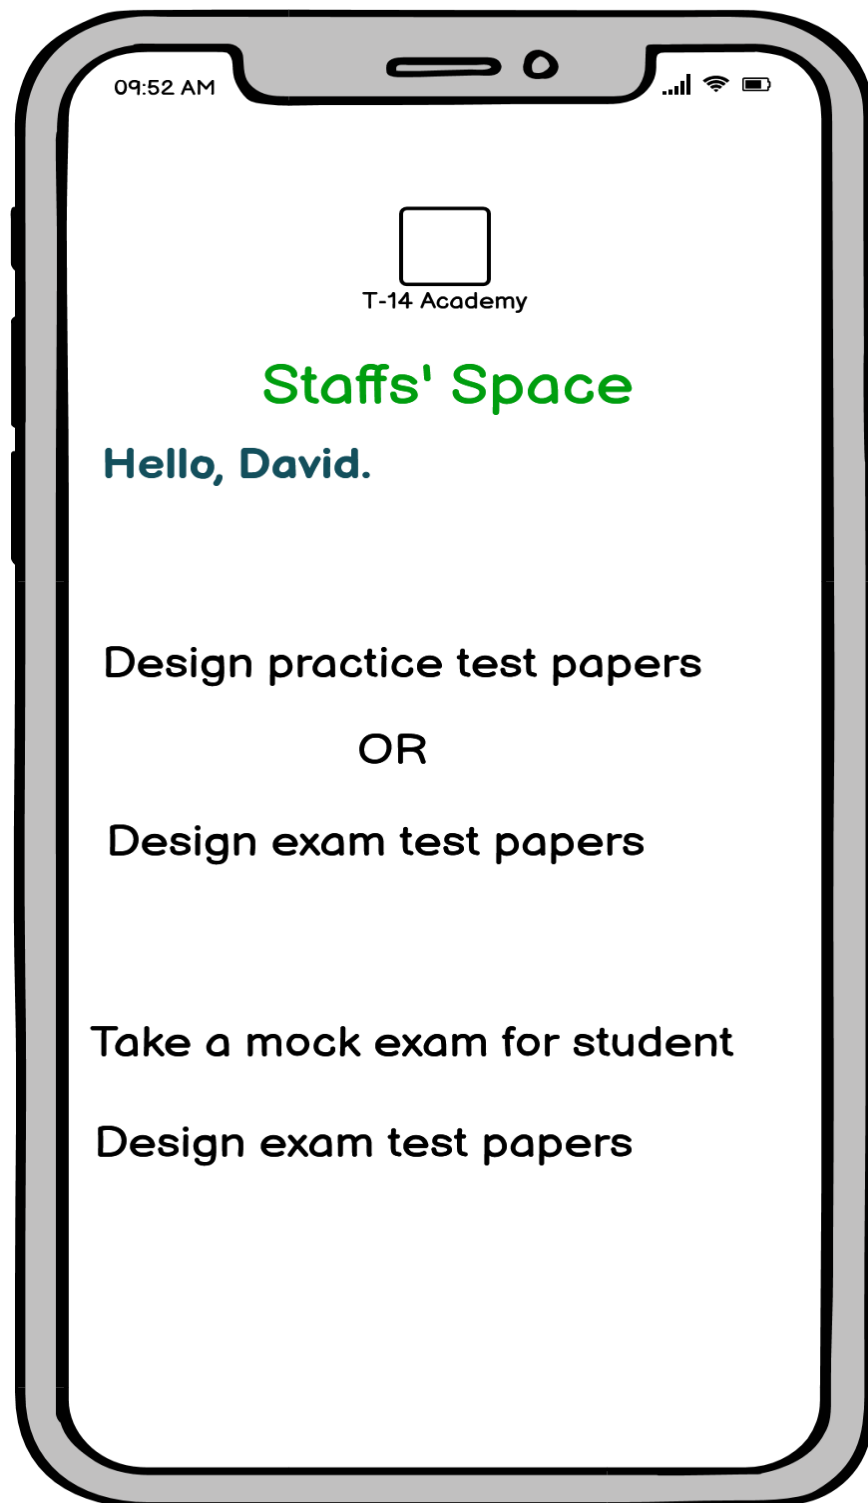 09:52 AM
T-14 Academy
Staffs' Space
Hello, David.
Design practice test papers
OR
Design exam test papers
Take a mock exam for student
Design exam test papers